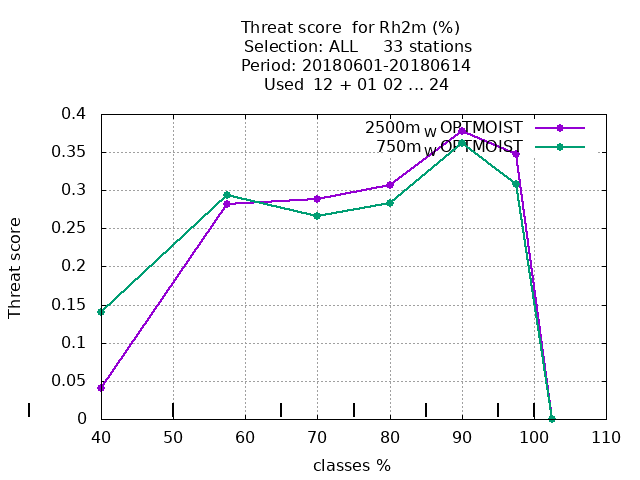 Threat score  for Rh2m (%)
Selection: ALL     33 stations
Period: 20180601-20180614
Used  12 + 01 02 ... 24
0.4
0.35
0.3
0.25
0.2
0.15
0.1
0.05
0
Threat score
2500m W OPTMOIST
750m W OPTMOIST
40 50 60 70 80 90 100 110
classes %